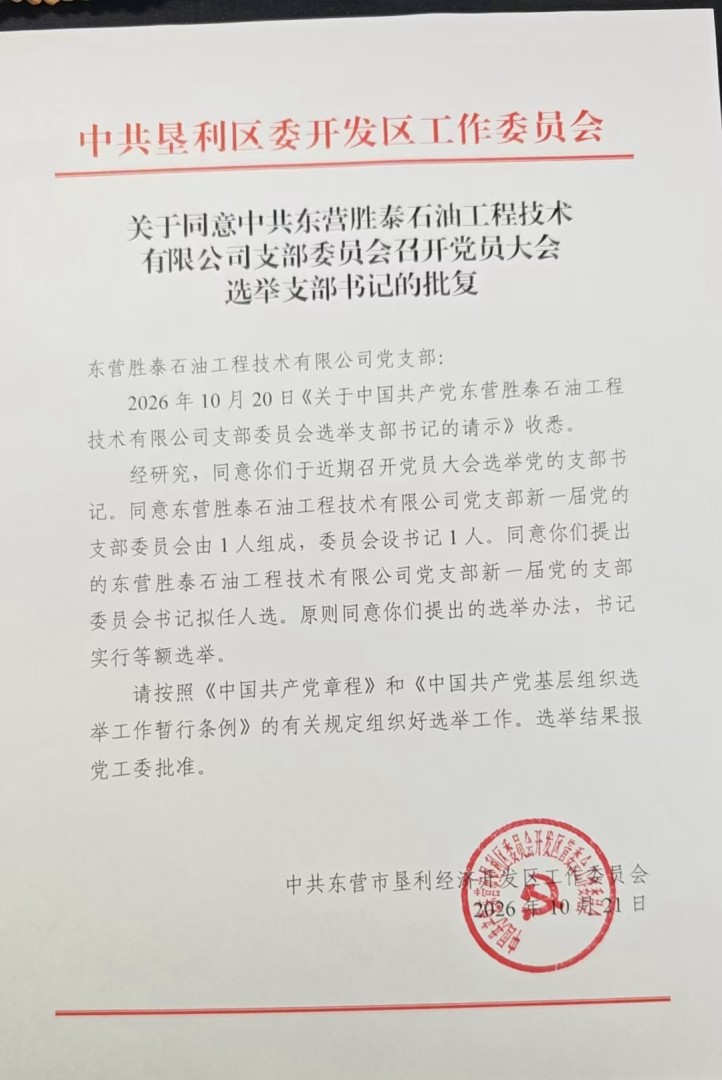 中共垦利区委开发区工作委员会
关于同意中共东营胜泰石油工程技术
有限公司支部委员会召开党员大会
选举支部书记的批复
东营胜泰石油工程技术有限公司党支部：
2026 年 10 月 20 日《关于中国共产党东营胜泰石油工程
技术有限公司支部委员会选举支部书记的请示》收悉。
经研究，同意你们于近期召开党员大会选举党的支部书
记。同意东营胜泰石油工程技术有限公司党支部新一届党的
支部委员会由 1 人组成，委员会设书记 1 人。同意你们提出
的东营胜泰石油工程技术有限公司党支部新一届党的支部
委员会书记拟任人选。原则同意你们提出的选举办法，书记
实行等额选举。
请按照《中国共产党章程》和《中国共产党基层组织选
举工作暂行条例》的有关规定组织好选举工作。选举结果报
党工委批准。
中共东营市垦利经济开发区工作委员会
2026 年 10 月 21 日